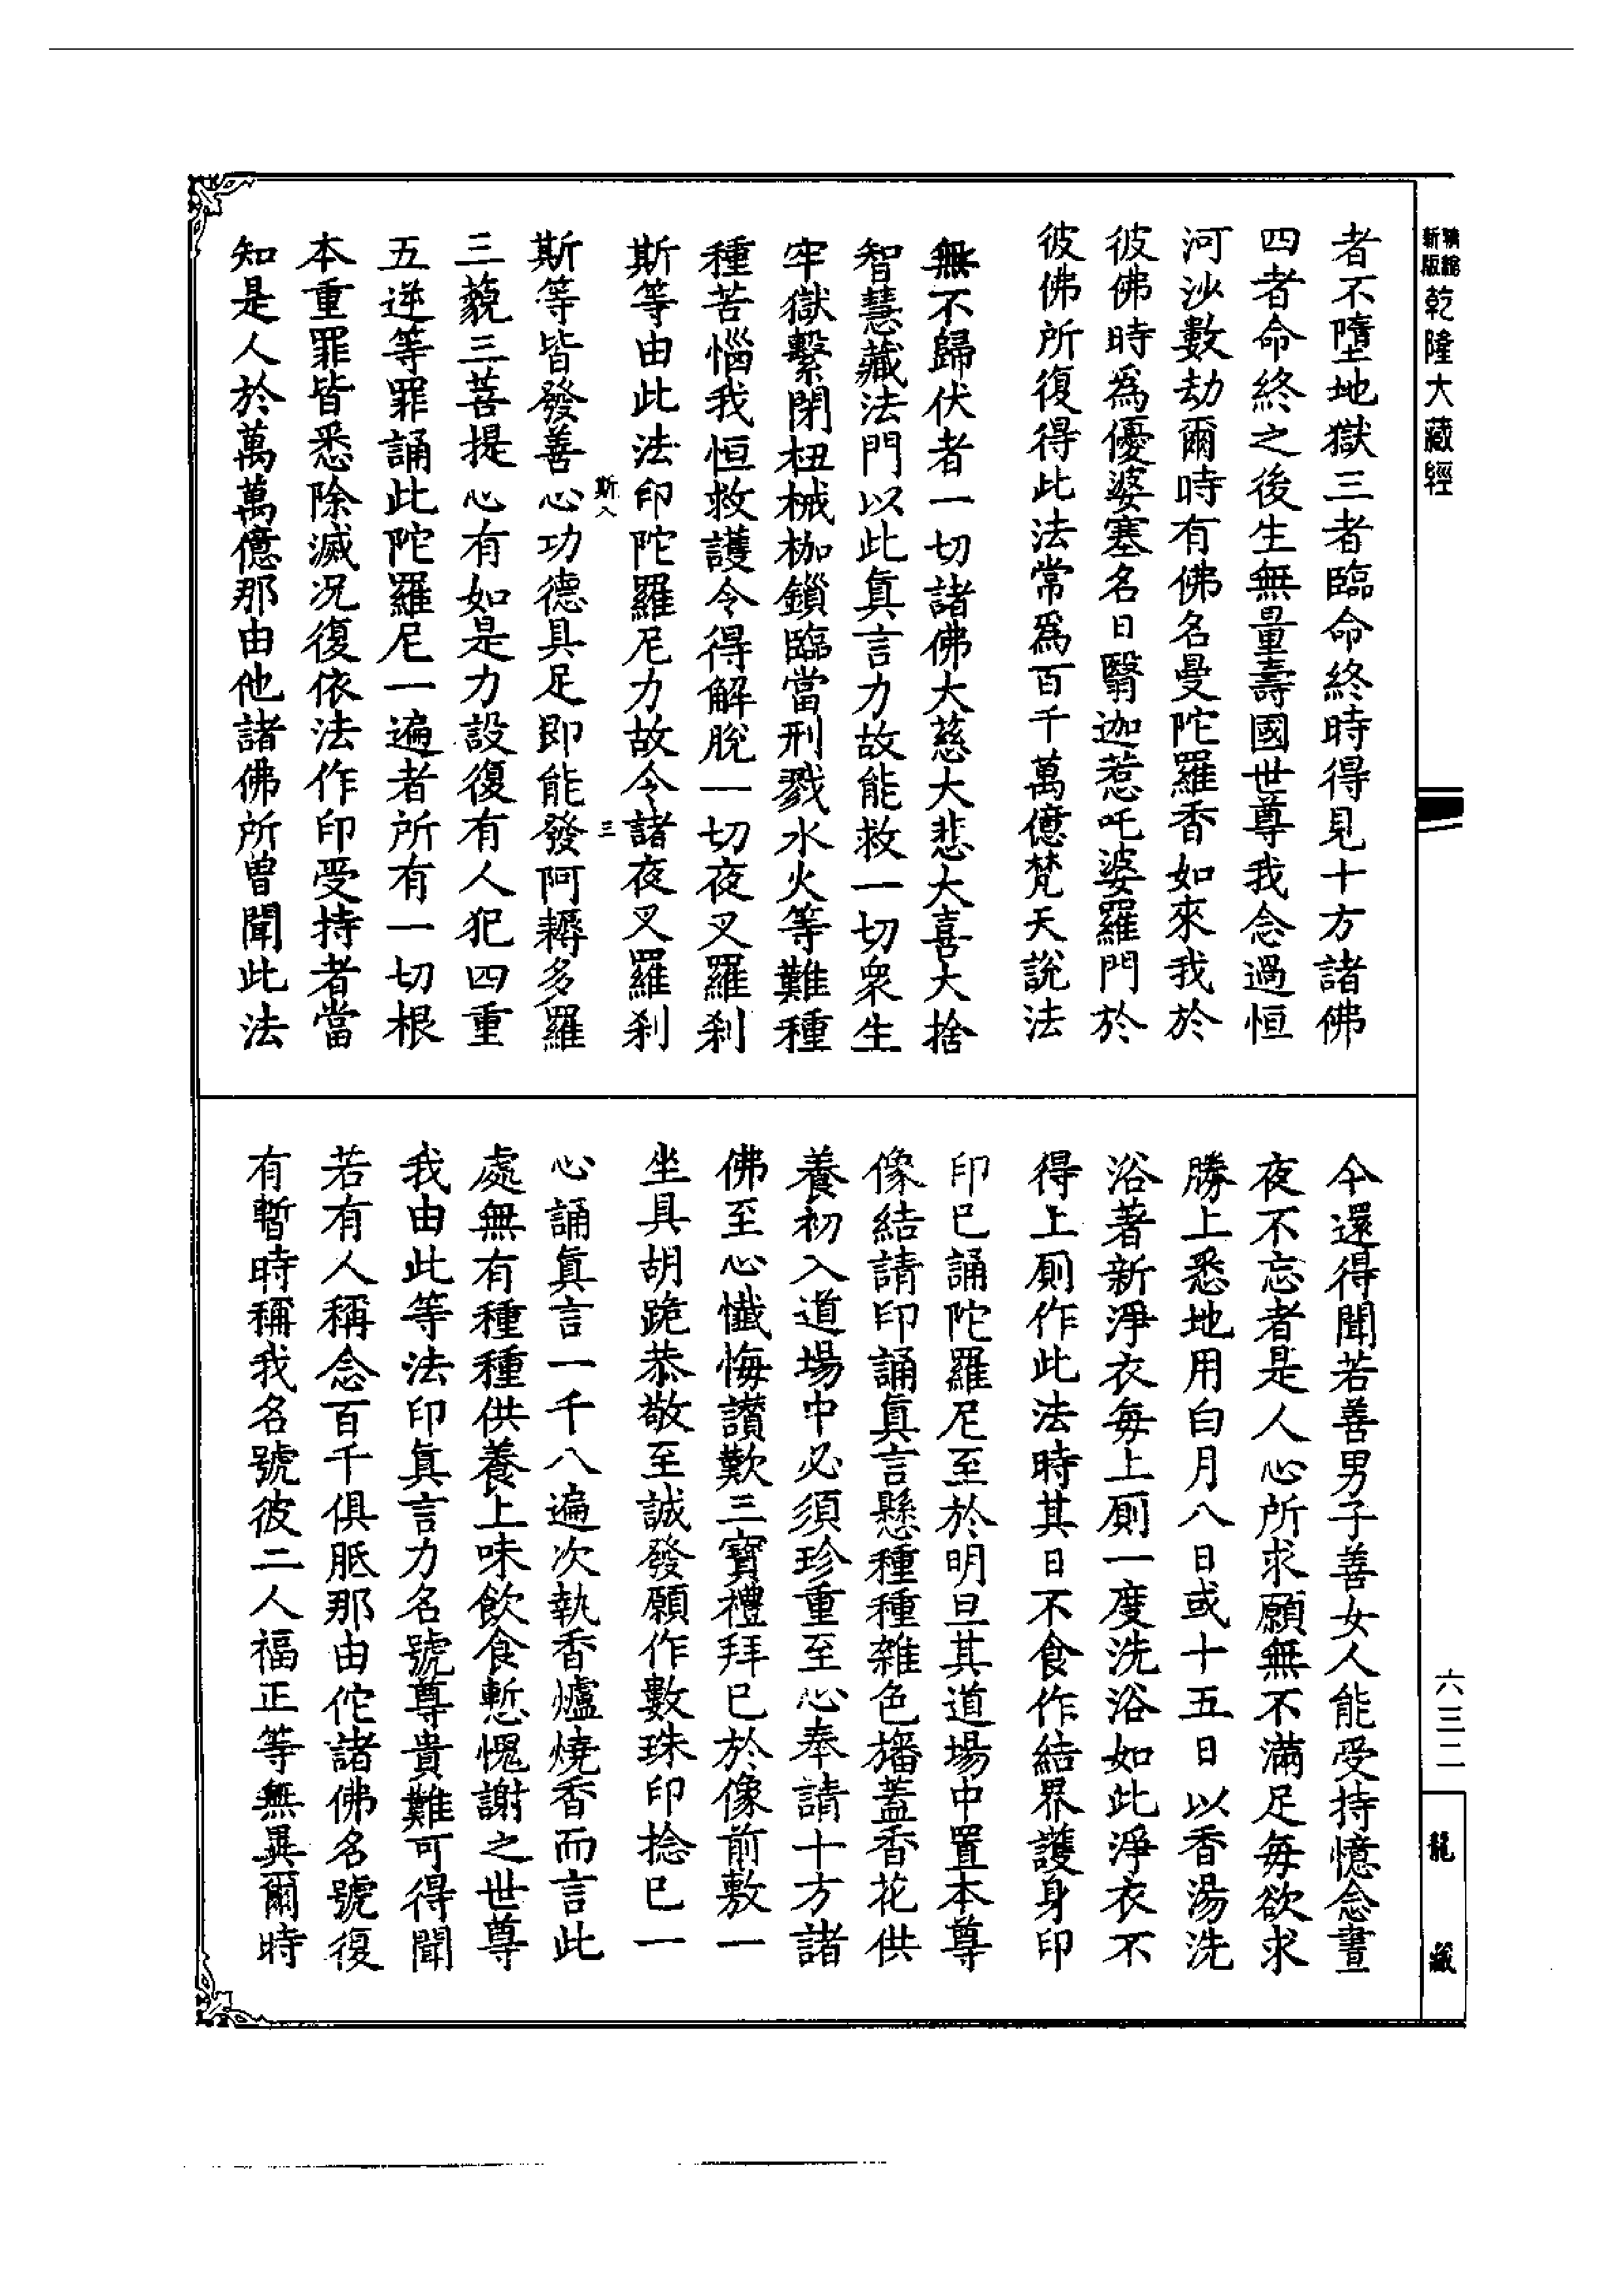 精縮新版乾隆大藏經
者不墮地獄三者臨命終時得見十方諸佛
四者命終之後生無量壽國世尊我念過恒
河沙數劫爾時有佛名曼陀羅香如來我於
彼佛時為優婆塞名曰毉迦惹吒婆羅門於
彼佛所復得此法常為百千萬億梵天說法
無不歸伏者一切諸佛大慈大悲大喜大捨
智慧藏法門以此真言力故能救一切眾生
牢獄繫閉杻械枷鎖臨當刑戮水火等難種
種苦惱我恒救護令得解脫一切夜叉羅刹
斯等由此法印陀羅尼力故令諸夜叉羅刹
斯八 三
斯等皆發善心功德具足即能發阿耨多羅
三藐三菩提心有如是力設復有人犯四重
五逆等罪誦此陀羅尼一遍者所有一切根
本重罪皆悉除滅况復依法作印受持者當
知是人於萬萬億那由他諸佛所曾聞此法
今還得聞若善男子善女人能受持憶念晝
夜不忘者是人心所求願無不滿足每欲求
勝上悉地用白月八日或十五日以香湯洗
浴著新淨衣每上厠一度洗浴如此淨衣不
得上厠作此法時其日不食作結界護身印
印已誦陀羅尼至於明旦其道場中置本尊
像結請印誦真言懸種種雜色旛蓋香花供
養初入道場中必須珍重至心奉請十方諸
佛至心懺悔讚歎三寶禮拜已於像前敷一
坐具胡跪恭敬至誠發願作數珠印捻已一
心誦真言一千八遍次執香爐燒香而言此
處無有種種供養上味飲食慙愧謝之世尊
我由此等法印真言力名號尊貴難可得聞
若有人稱念百千俱胝那由佗諸佛名號復
有暫時稱我名號彼二人福正等無異爾時
六三二
龍藏